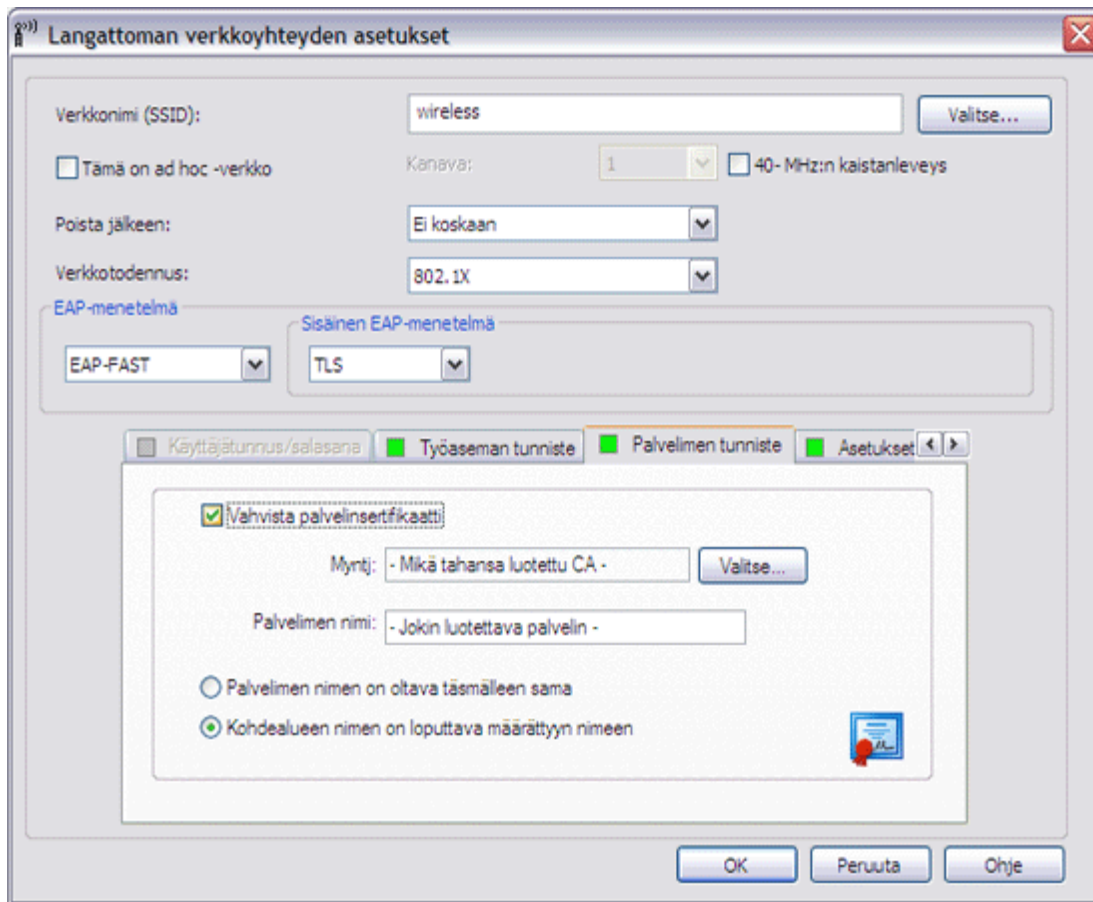 Langattoman verkkoyhteyden asetukset
Verkkonimi (SSID): wireless Valitse...
Tämä on ad hoc -verkko Kanava: 1 40- MHz:n kaistanleveys
Poista jälkeen: Ei koskaan
Verkkotodennus: 802.1X
EAP-menetelmä
Sisäinen EAP-menetelmä
EAP-FAST TLS
Käyttäjätunnus/salasana Työaseman tunniste Palvelimen tunniste Asetukset
Vahvista palvelinsertifikaatti
Myntj: - Mikä tahansa luotettu CA - Valitse...
Palvelimen nimi: - Jokin luotettava palvelin -
Palvelimen nimen on oltava täsmälleen sama
Kohdealueen nimen on loputtava määrättyyn nimeen
OK Peruuta Ohje